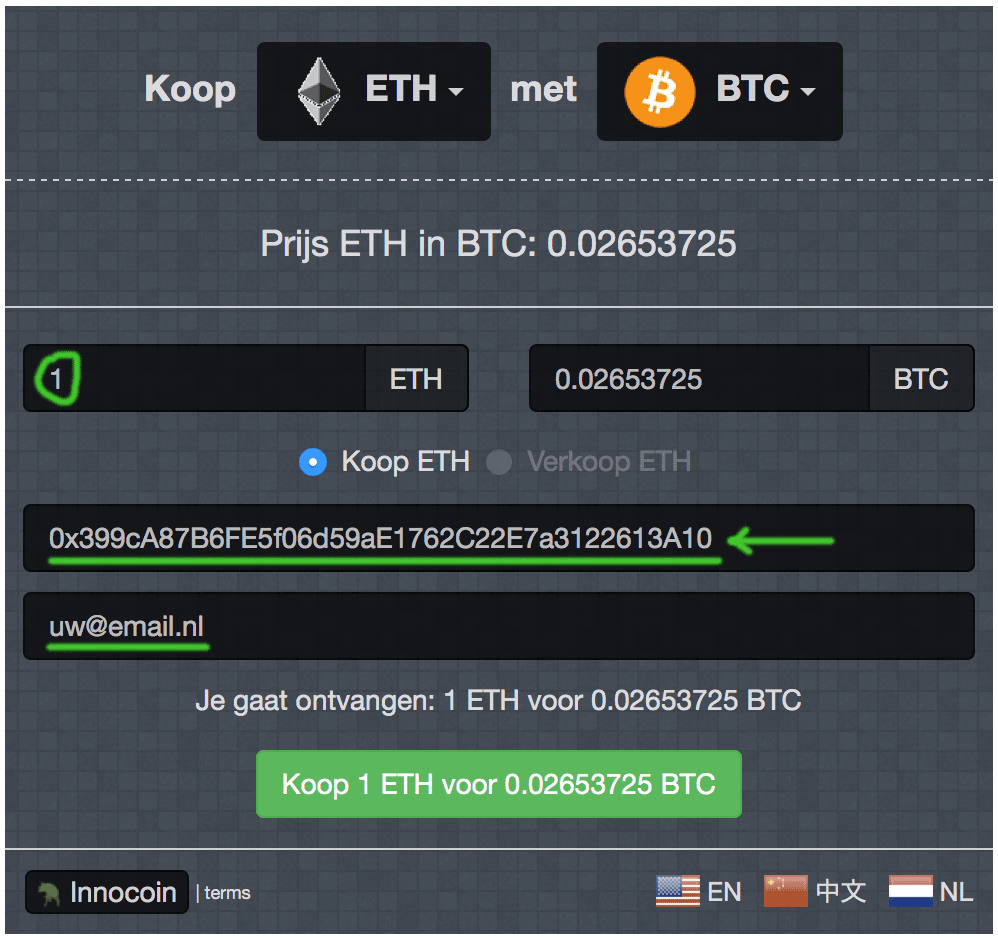 Koop ETH met BTC
Prijs ETH in BTC: 0.02653725
1 ETH 0.02653725 BTC
Koop ETH Verkoop ETH
0x399cA87B6FE5f06d59aE1762C22E7a3122613A10
uw@email.nl
Je gaat ontvangen: 1 ETH voor 0.02653725 BTC
Koop 1 ETH voor 0.02653725 BTC
Innocoin | terms EN 中文 NL